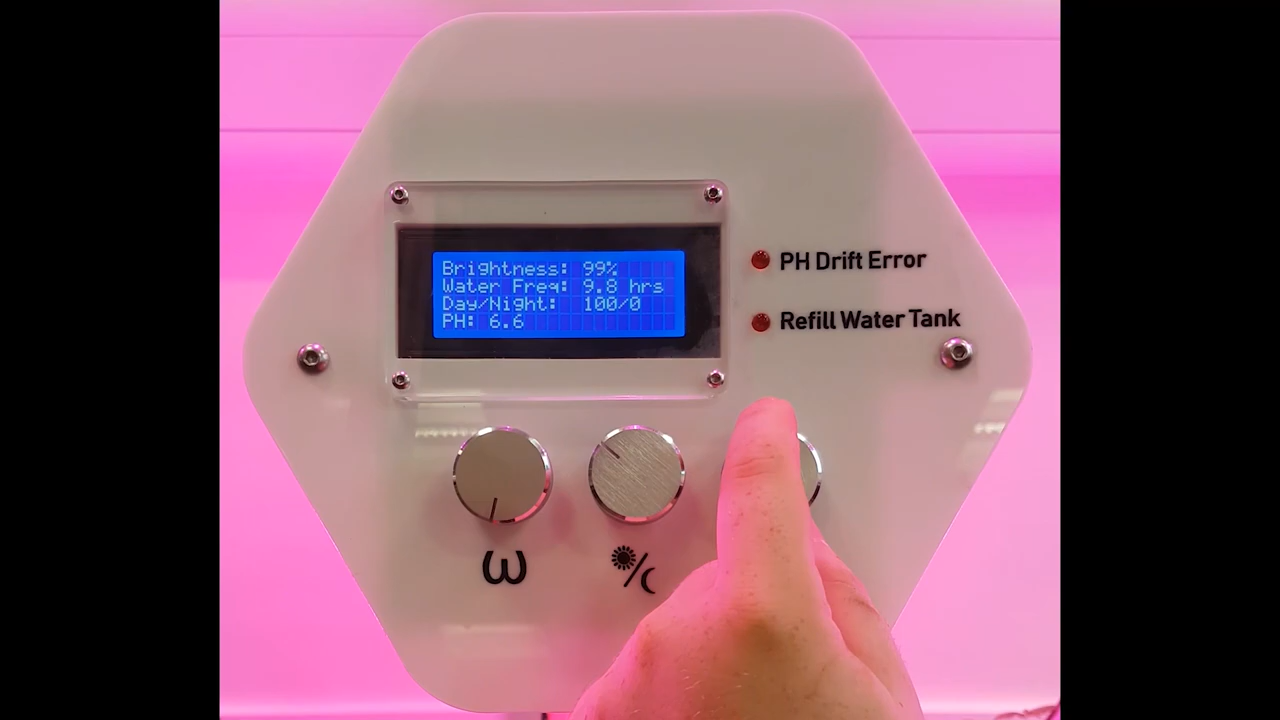 Brightness: 99%
Water Freq: 9.8 hrs
Day/Night: 100/0
PH: 6.6
PH Drift Error
Refill Water Tank
ω